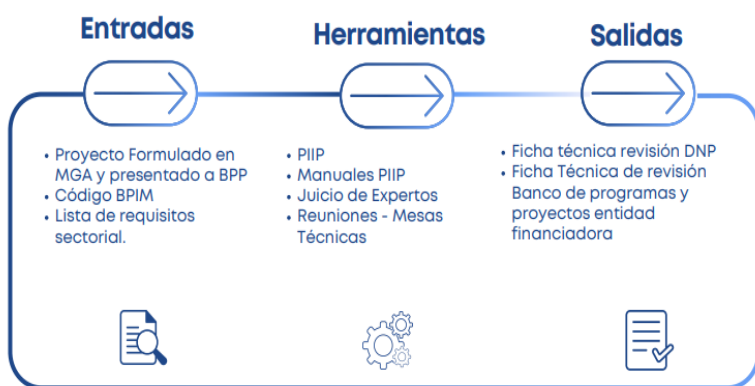 Entradas
Herramientas
Salidas
• Proyecto Formulado en
MGA y presentado a BPP
• Código BPIM
• Lista de requisitos
sectorial.
• PIIP
• Manuales PIIP
• Juicio de Expertos
• Reuniones - Mesas
Técnicas
• Ficha técnica revisión DNP
• Ficha Técnica de revisión
Banco de programas y
proyectos entidad
financiadora